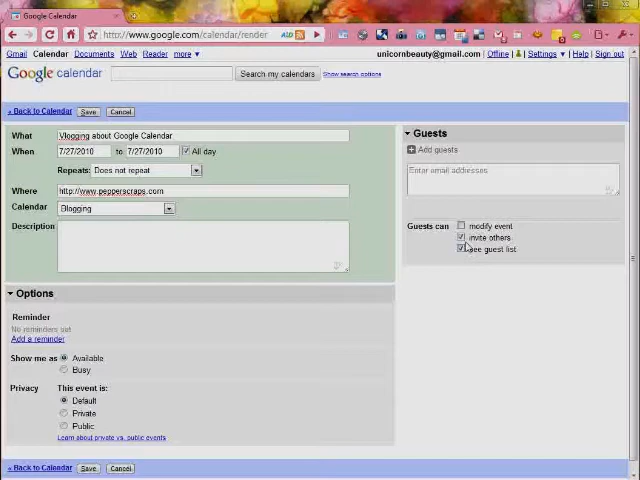 Google Calendar
http://www.google.com/calendar/render
Gmail Calendar Documents Web Reader more ▾
unicornbeauty@gmail.com Offline Settings ▾ Help Sign out
Google calendar
Search my calendars
Show search options
« Back to Calendar Save Cancel
What Vlogging about Google Calendar
When 7/27/2010 to 7/27/2010 All day
Repeats: Does not repeat
Where http://www.pepperscraps.com
Calendar Blogging
Description
Guests
Add guests
Enter email addresses
Guests can modify event
invite others
see guest list
Options
Reminder
No reminders set
Add a reminder
Show me as Available
Busy
Privacy This event is:
Default
Private
Public
Learn about private vs. public events
« Back to Calendar Save Cancel